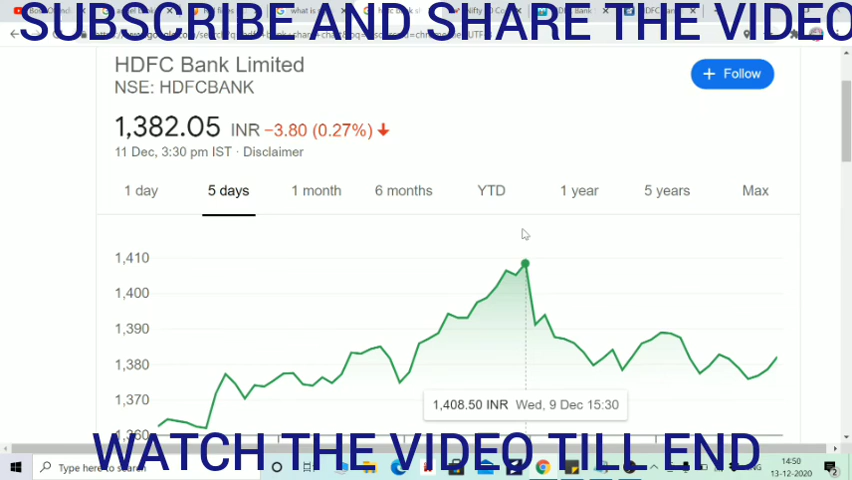 SUBSCRIBE AND SHARE THE VIDEO
HDFC Bank Limited
NSE: HDFCBANK
+ Follow
1,382.05 INR −3.80 (0.27%)
11 Dec, 3:30 pm IST · Disclaimer
1 day 5 days 1 month 6 months YTD 1 year 5 years Max
1,410
1,400
1,390
1,380
1,370
1,408.50 INR Wed, 9 Dec 15:30
1,360
WATCH THE VIDEO TILL END
Type here to search
14:50
13-12-2020